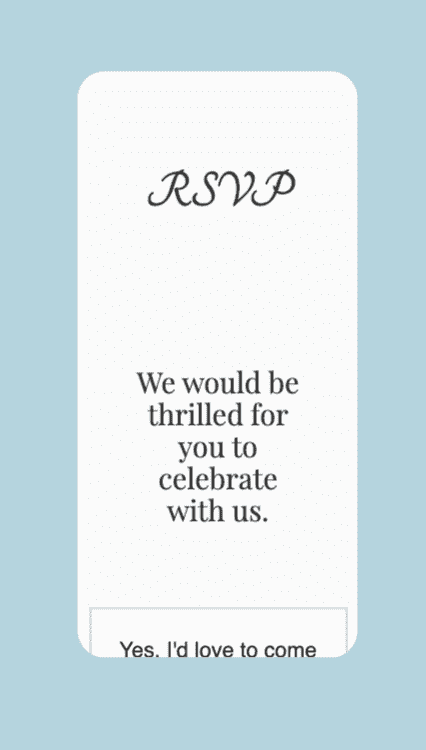 RSVP
We would be
thrilled for
you to
celebrate
with us.
Yes, I'd love to come